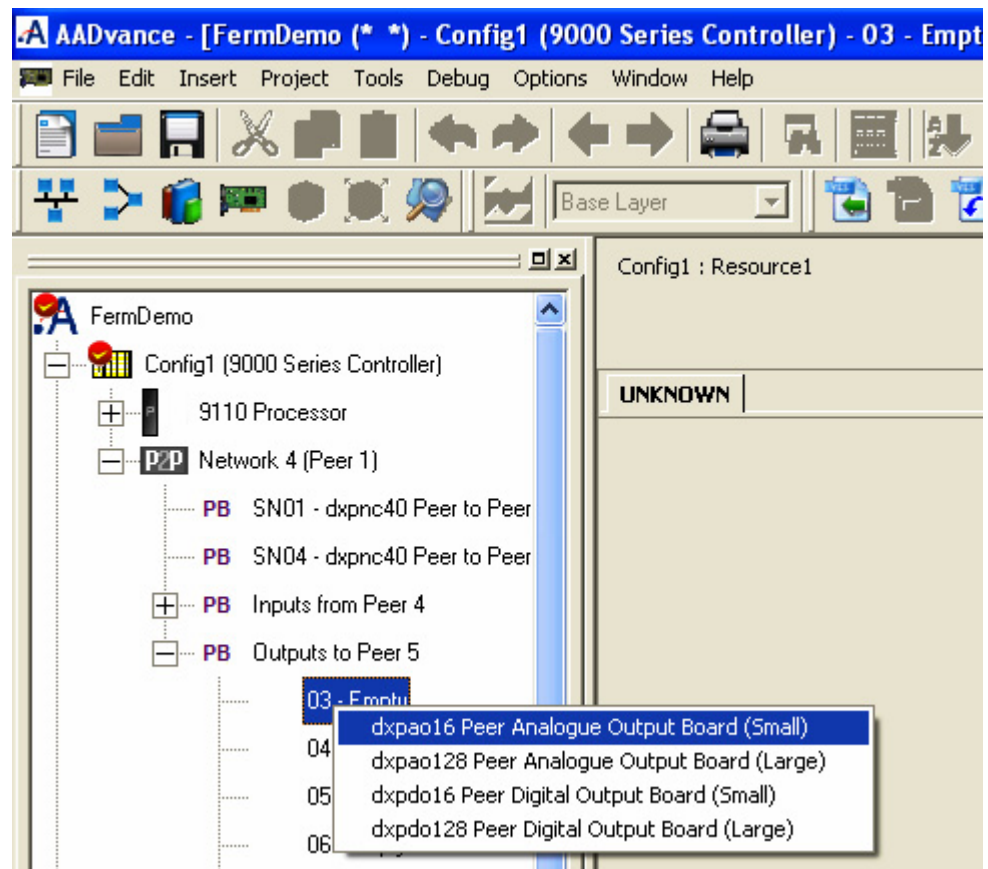 AADvance - [FermDemo (* *) - Config1 (9000 Series Controller) - 03 - Empt
File Edit Insert Project Tools Debug Options Window Help
Base Layer
Config1 : Resource1
UNKNOWN
FermDemo
Config1 (9000 Series Controller)
9110 Processor
P2P Network 4 (Peer 1)
PB SN01 - dxpnc40 Peer to Peer
PB SN04 - dxpnc40 Peer to Peer
PB Inputs from Peer 4
PB Outputs to Peer 5
03 - Empty
04
05
06
dxpao16 Peer Analogue Output Board (Small)
dxpao128 Peer Analogue Output Board (Large)
dxpdo16 Peer Digital Output Board (Small)
dxpdo128 Peer Digital Output Board (Large)